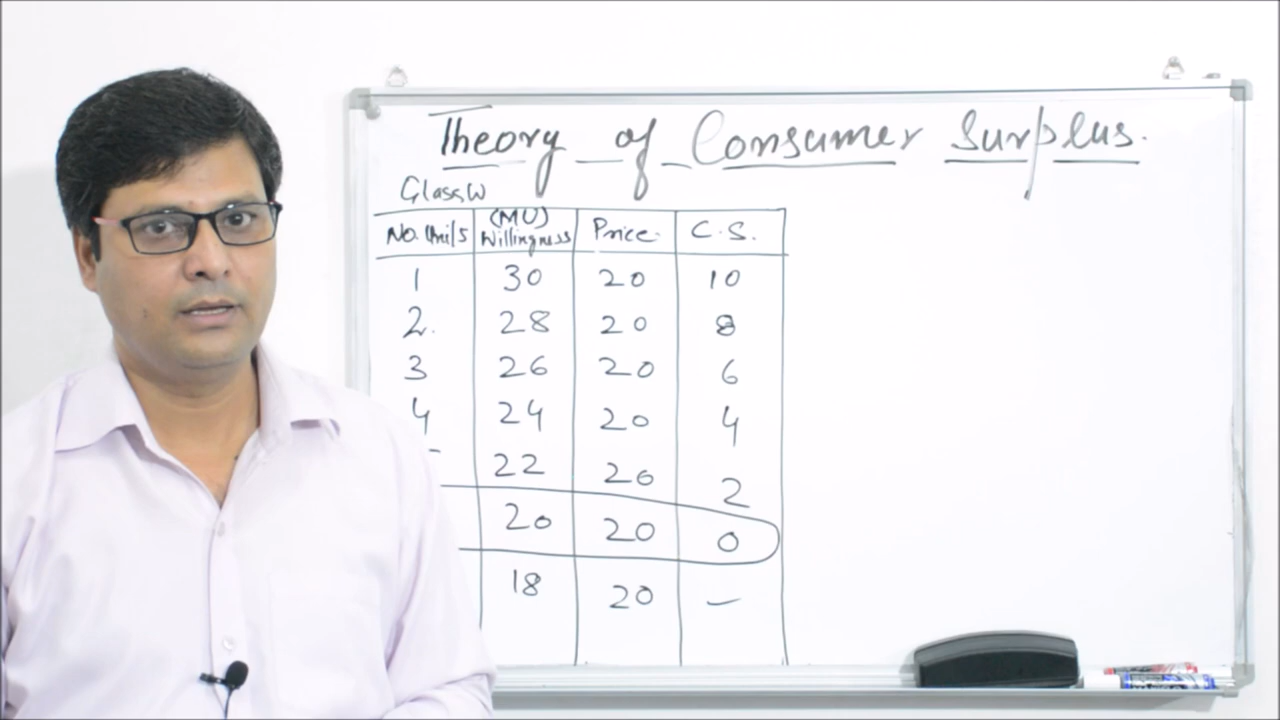 Theory of Consumer Surplus.
Glass W
No. Units (MU) Willingness Price C.S.
1 30 20 10
2. 28 20 8
3 26 20 6
4 24 20 4
22 20 2
20 20 0
18 20 —